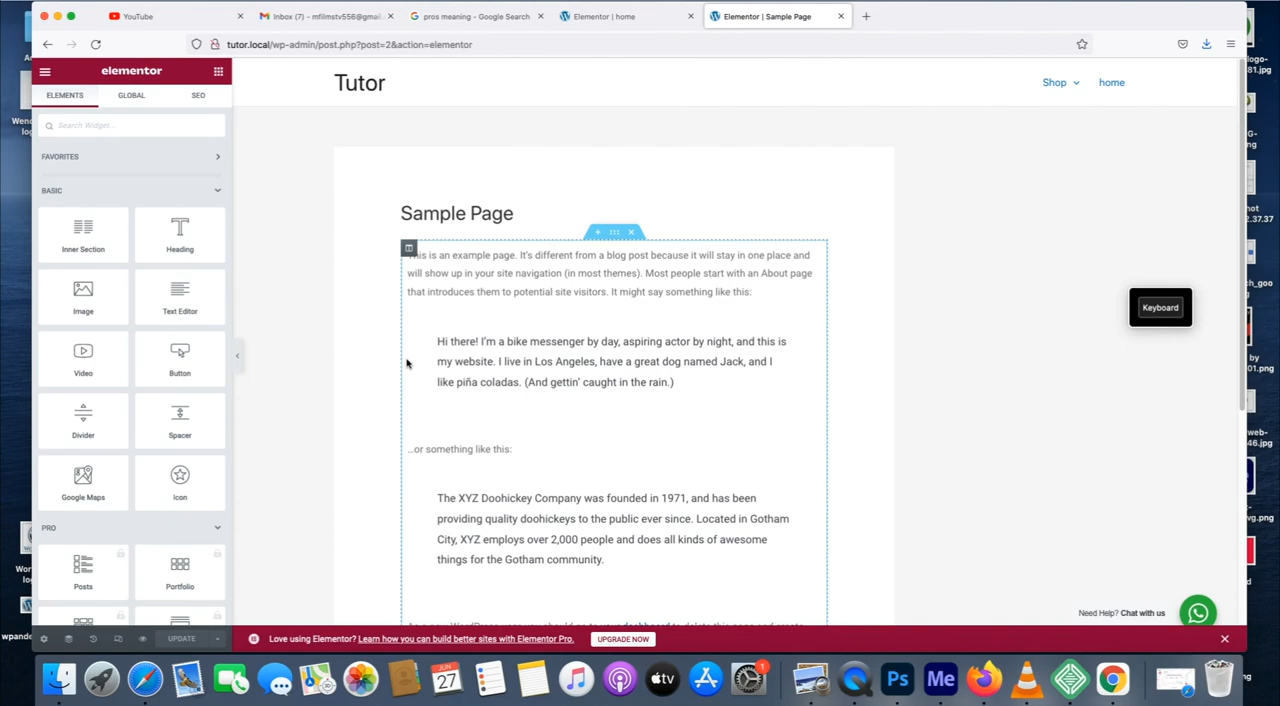 YouTube
Inbox (7) - mfilmstv556@gmail.
pros meaning - Google Search
Elementor | home
Elementor | Sample Page
tutor.local/wp-admin/post.php?post=2&action=elementor
elementor
ELEMENTS
GLOBAL
SEO
Search Widget...
FAVORITES
BASIC
Inner Section
Heading
Image
Text Editor
Video
Button
Divider
Spacer
Google Maps
Icon
PRO
Posts
Portfolio
UPDATE
Tutor
Shop
home
Sample Page
This is an example page. It's different from a blog post because it will stay in one place and
will show up in your site navigation (in most themes). Most people start with an About page
that introduces them to potential site visitors. It might say something like this:
Hi there! I'm a bike messenger by day, aspiring actor by night, and this is
my website. I live in Los Angeles, have a great dog named Jack, and I
like piña coladas. (And gettin' caught in the rain.)
...or something like this:
The XYZ Doohickey Company was founded in 1971, and has been
providing quality doohickeys to the public ever since. Located in Gotham
City, XYZ employs over 2,000 people and does all kinds of awesome
things for the Gotham community.
Keyboard
Need Help? Chat with us
Love using Elementor? Learn how you can build better sites with Elementor Pro.
UPGRADE NOW
JUN
27
tv
Ps
Me
1